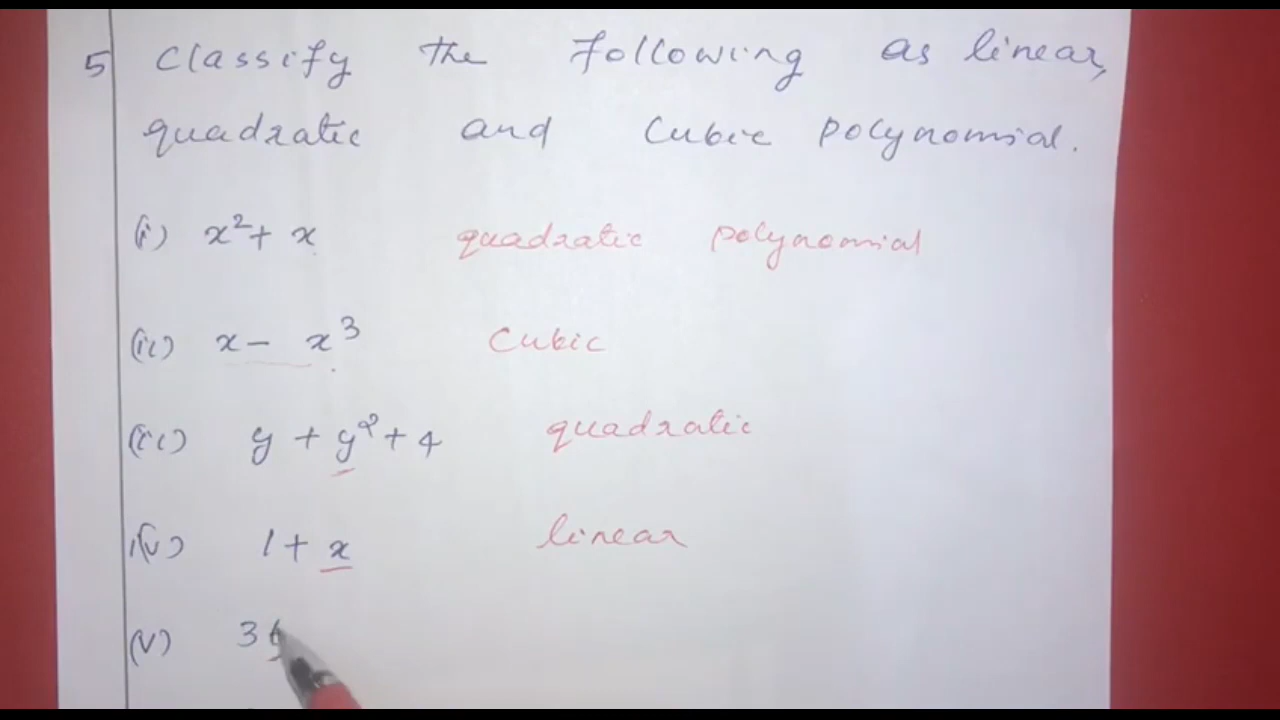 5 Classify the following as linear,
quadratic and cubic polynomial.
(i) x²+ x quadratic polynomial
(ii) x - x³ Cubic
(iii) y + y² + 4 quadratic
(iv) 1 + x linear
(v) 3